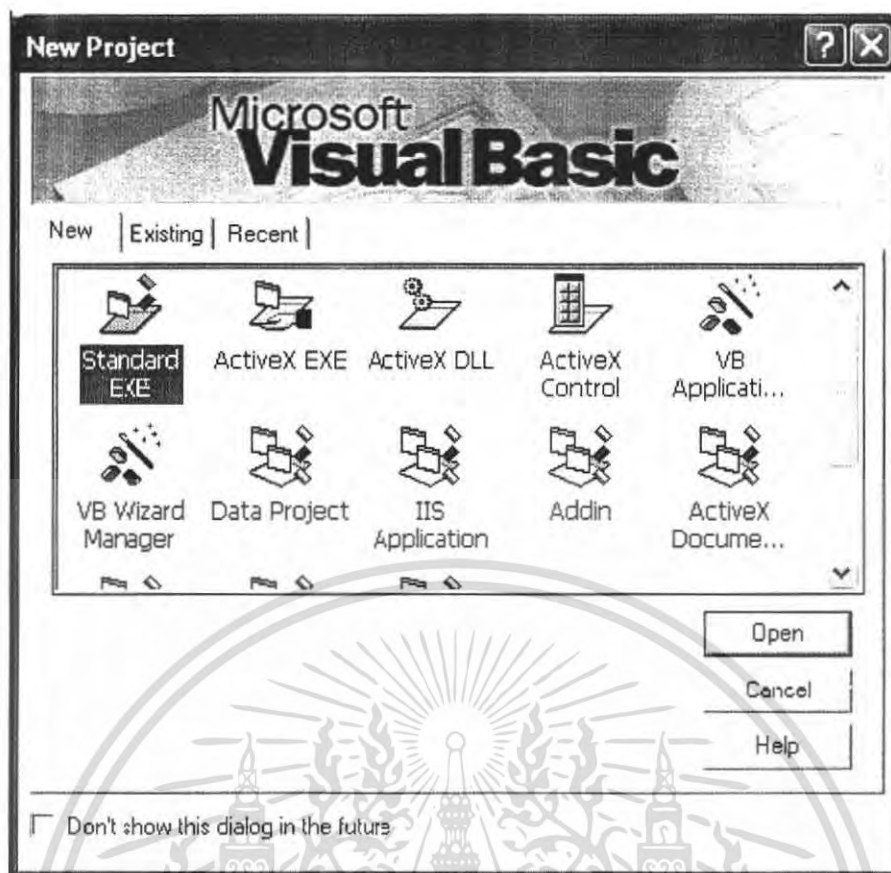 New Project
Microsoft
Visual Basic
New Existing Recent
Standard EXE
ActiveX EXE
ActiveX DLL
ActiveX Control
VB Applicati...
VB Wizard Manager
Data Project
IIS Application
Addin
ActiveX Docume...
Open
Cancel
Help
Don't show this dialog in the future